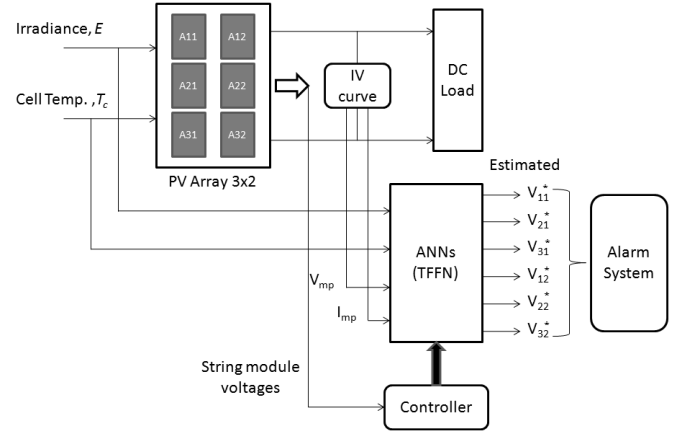 Irradiance, E
A11
A12
IV
curve
DC
Load
Cell Temp. ,Tc
A21
A22
A31
A32
PV Array 3x2
Estimated
V11*
V21*
V31*
V12*
V22*
V32*
ANNs
(TFFN)
Alarm
System
Vmp
Imp
String module
voltages
Controller